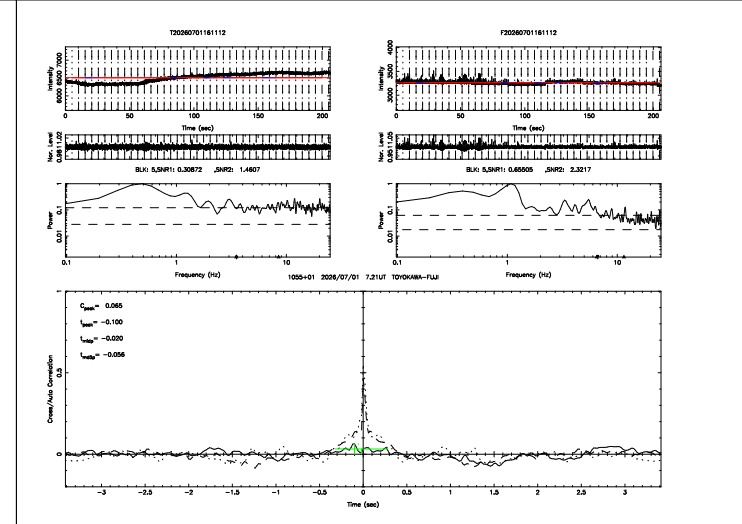 T20260701161112
F20260701161112
Intensity
6000 6500 7000
0 50 100 150 200
Time (sec)
Intensity
3000 3500 4000
0 50 100 150 200
Time (sec)
Nor. Level
0.98 1 1.02
Nor. Level
0.95 1 1.05
BLK: 5,SNR1: 0.30872 ,SNR2: 1.4607
BLK: 5,SNR1: 0.65605 ,SNR2: 2.3217
Power
1
0.1
0.01
0.1 1 10
Frequency (Hz)
Power
1
0.1
0.01
0.1 1 10
Frequency (Hz)
1055+01 2026/07/01 7.21UT TOYOKAWA-FUJI
Cross/Auto Correlation
1
0.5
0
Cpeak= 0.065
tpeak= -0.100
tmidp= -0.020
-3 -2.5 -2 -1.5 -1 -0.5 0 0.5 1 1.5 2 2.5 3
Time (sec)